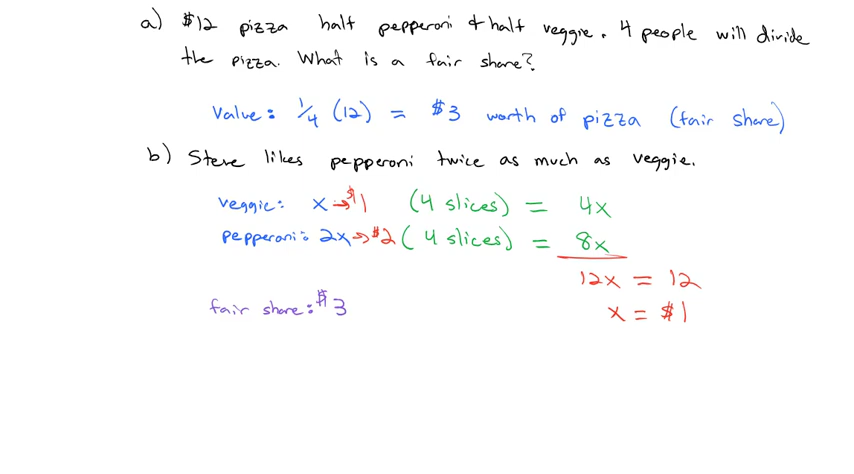 a) $12 pizza half pepperoni & half veggie. 4 people will divide
the pizza. What is a fair share?
Value: 1/4 (12) = $3 worth of pizza (fair share)
b) Steve likes pepperoni twice as much as veggie.
veggie: x → $1 (4 slices) = 4x
pepperoni: 2x → $2 (4 slices) = 8x
12x = 12
fair share: $3
x = $1